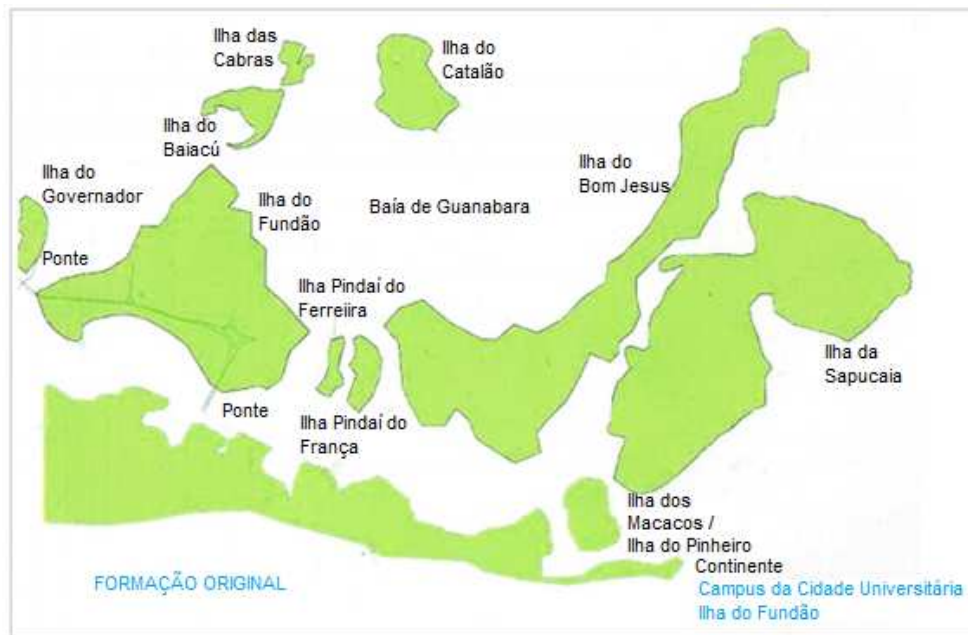 Ilha das
Cabras
Ilha do
Catalão
Ilha do
Baiacú
Ilha do
Bom Jesus
Ilha do
Governador
Ilha do
Fundão
Baía de Guanabara
Ponte
Ilha Pindaí do
Ferreiira
Ilha da
Sapucaia
Ponte
Ilha Pindaí do
França
Ilha dos
Macacos /
Ilha do Pinheiro
Continente
FORMAÇÃO ORIGINAL
Campus da Cidade Universitária
Ilha do Fundão